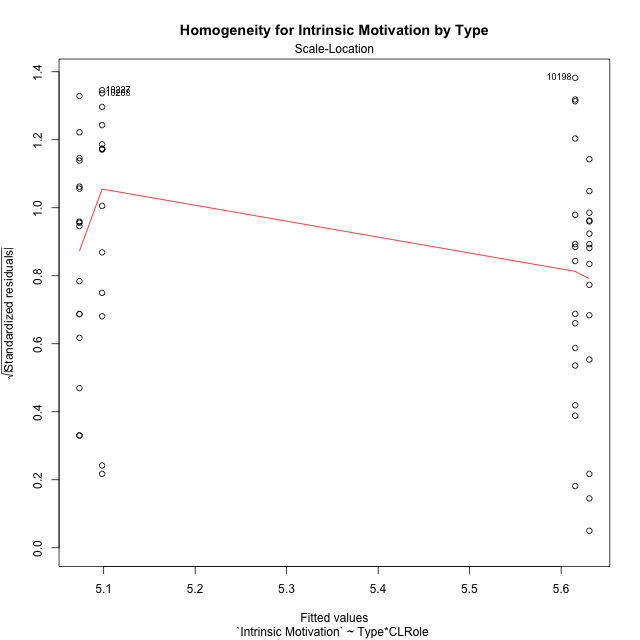 Homogeneity for Intrinsic Motivation by Type
Scale-Location
1.4
1.2
1.0
0.8
0.6
0.4
0.2
0.0
√|Standardized residuals|
10198
5.1 5.2 5.3 5.4 5.5 5.6
Fitted values
`Intrinsic Motivation` ~ Type*CLRole